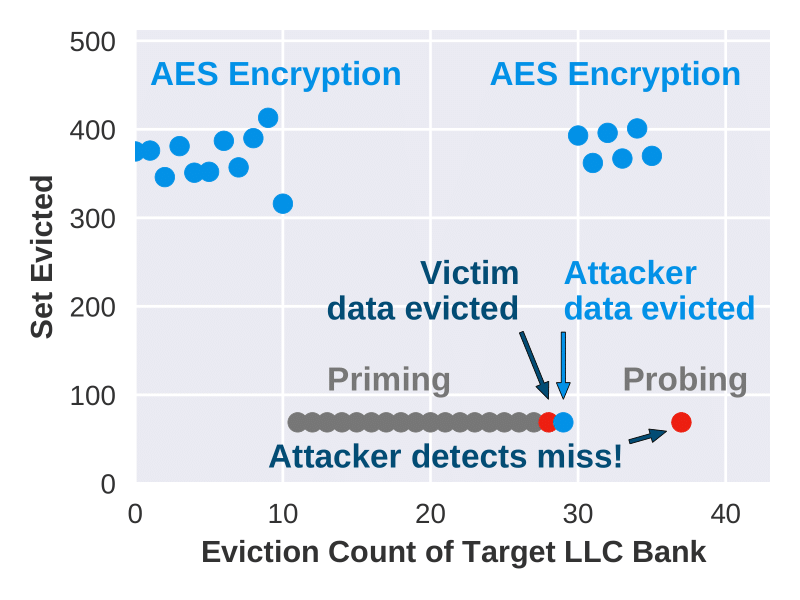 500
AES Encryption AES Encryption
400
300
Set Evicted
Victim Attacker
data evicted data evicted
200
Priming Probing
100
Attacker detects miss!
0
0 10 20 30 40
Eviction Count of Target LLC Bank